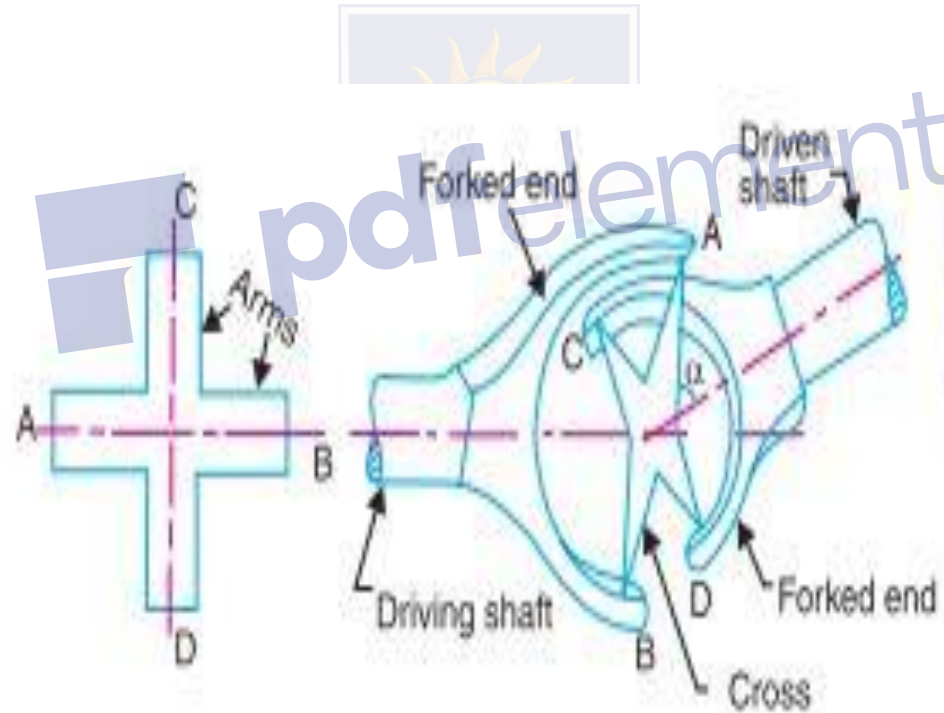 pdfelement
Driven
shaft
Forked end
A
C
Arms
C
α
A
B
D
Driving shaft
B
D
Forked end
Cross